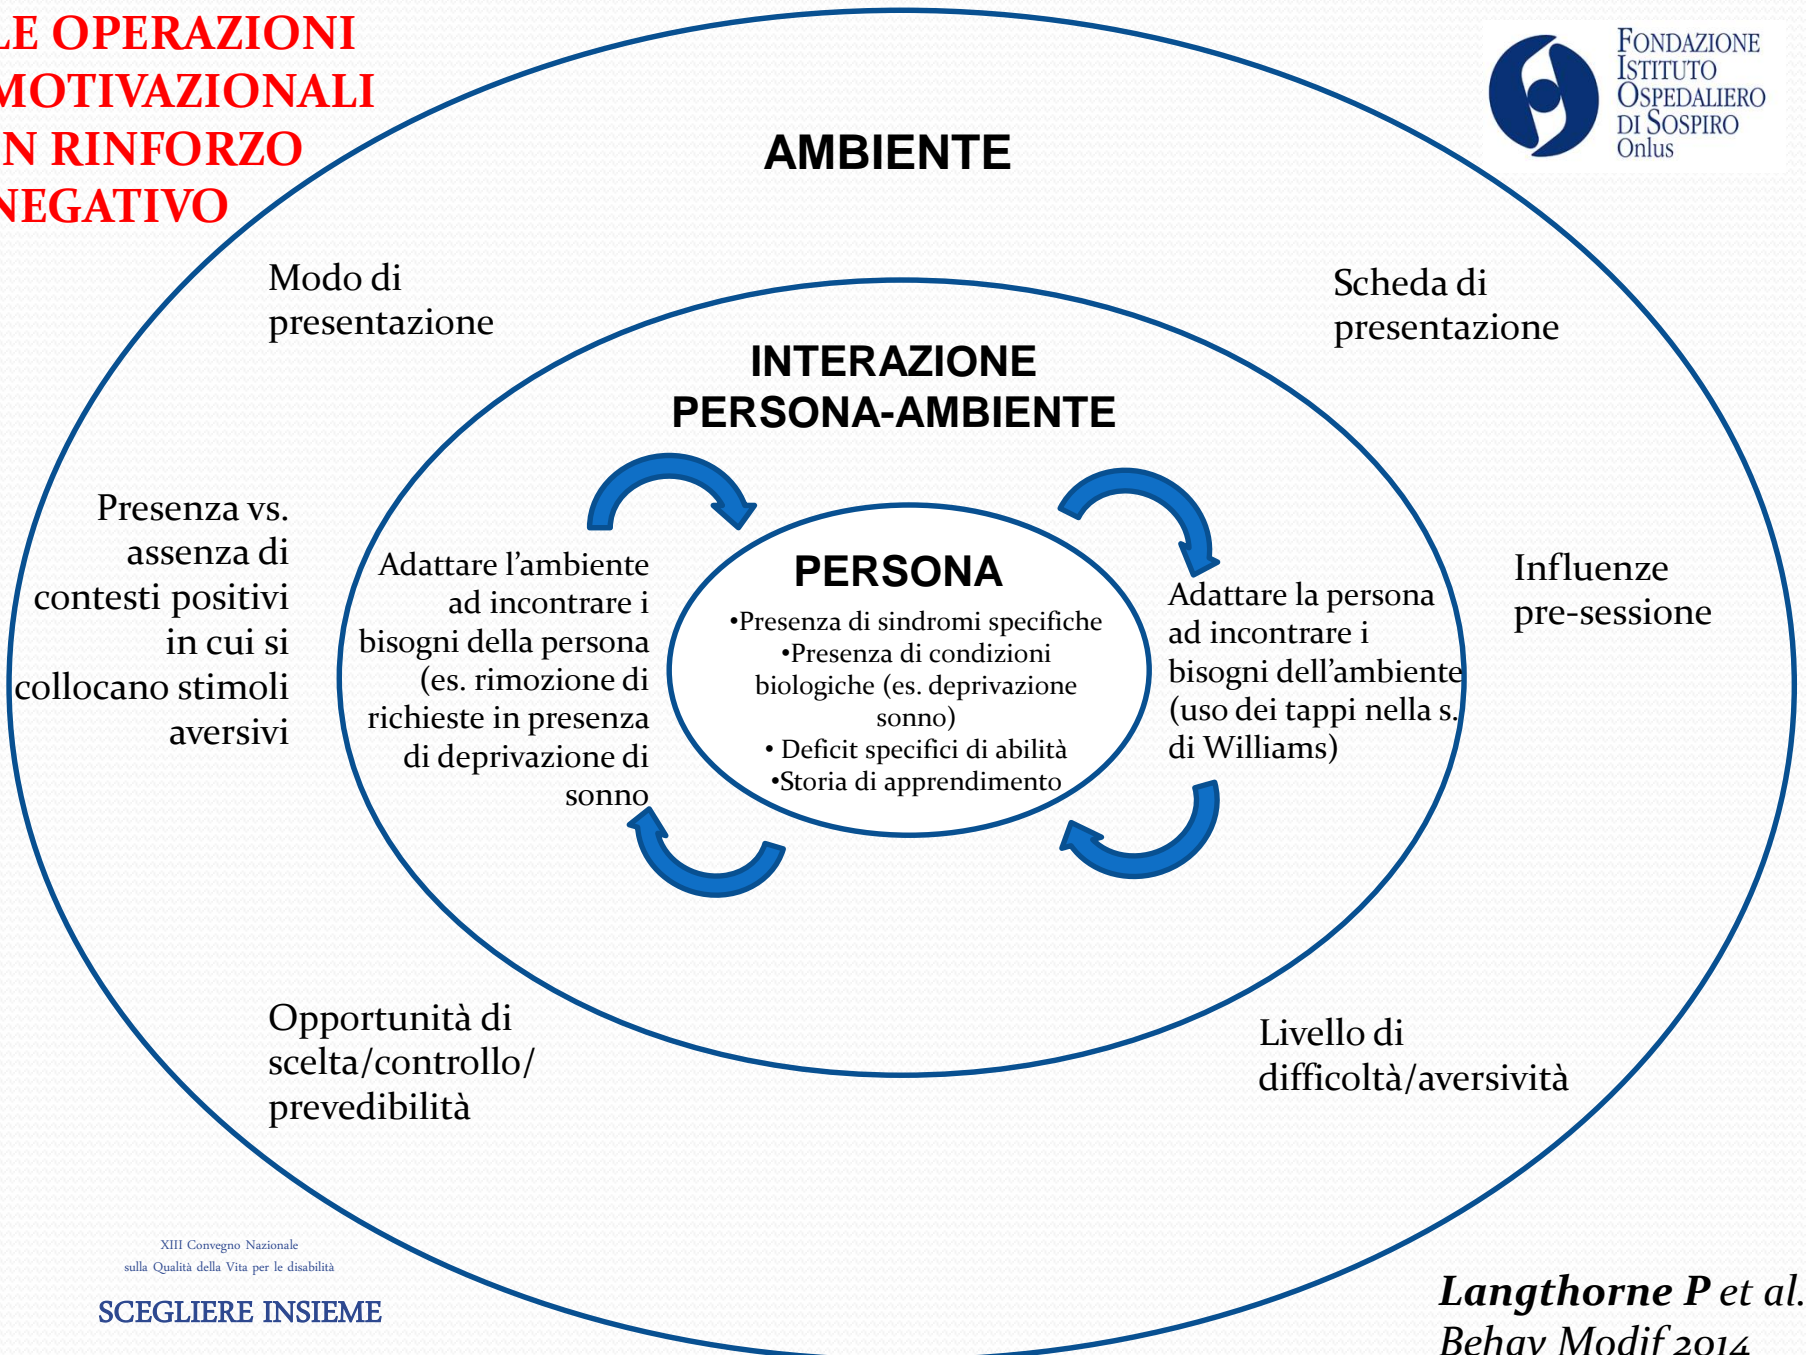 LE OPERAZIONI
MOTIVAZIONALI
IN RINFORZO
NEGATIVO
FONDAZIONE
ISTITUTO
OSPEDALIERO
DI SOSPIRO
Onlus
AMBIENTE
Modo di
presentazione
Scheda di
presentazione
INTERAZIONE
PERSONA-AMBIENTE
Presenza vs.
assenza di
contesti positivi
in cui si
collocano stimoli
aversivi
Adattare l’ambiente
ad incontrare i
bisogni della persona
(es. rimozione di
richieste in presenza
di deprivazione di
sonno
PERSONA
•Presenza di sindromi specifiche
•Presenza di condizioni
biologiche (es. deprivazione
sonno)
• Deficit specifici di abilità
•Storia di apprendimento
Adattare la persona
ad incontrare i
bisogni dell’ambiente
(uso dei tappi nella s.
di Williams)
Influenze
pre-sessione
Opportunità di
scelta/controllo/
prevedibilità
Livello di
difficoltà/aversività
XIII Convegno Nazionale
sulla Qualità della Vita per le disabilità
SCEGLIERE INSIEME
Langthorne P et al.
Behav Modif 2014